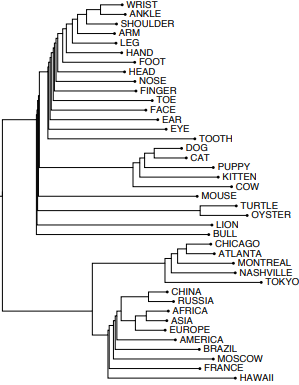 WRIST
ANKLE
SHOULDER
ARM
LEG
HAND
FOOT
HEAD
NOSE
FINGER
TOE
FACE
EAR
EYE
TOOTH
DOG
CAT
PUPPY
KITTEN
COW
MOUSE
TURTLE
OYSTER
LION
BULL
CHICAGO
ATLANTA
MONTREAL
NASHVILLE
TOKYO
CHINA
RUSSIA
AFRICA
ASIA
EUROPE
AMERICA
BRAZIL
MOSCOW
FRANCE
HAWAII